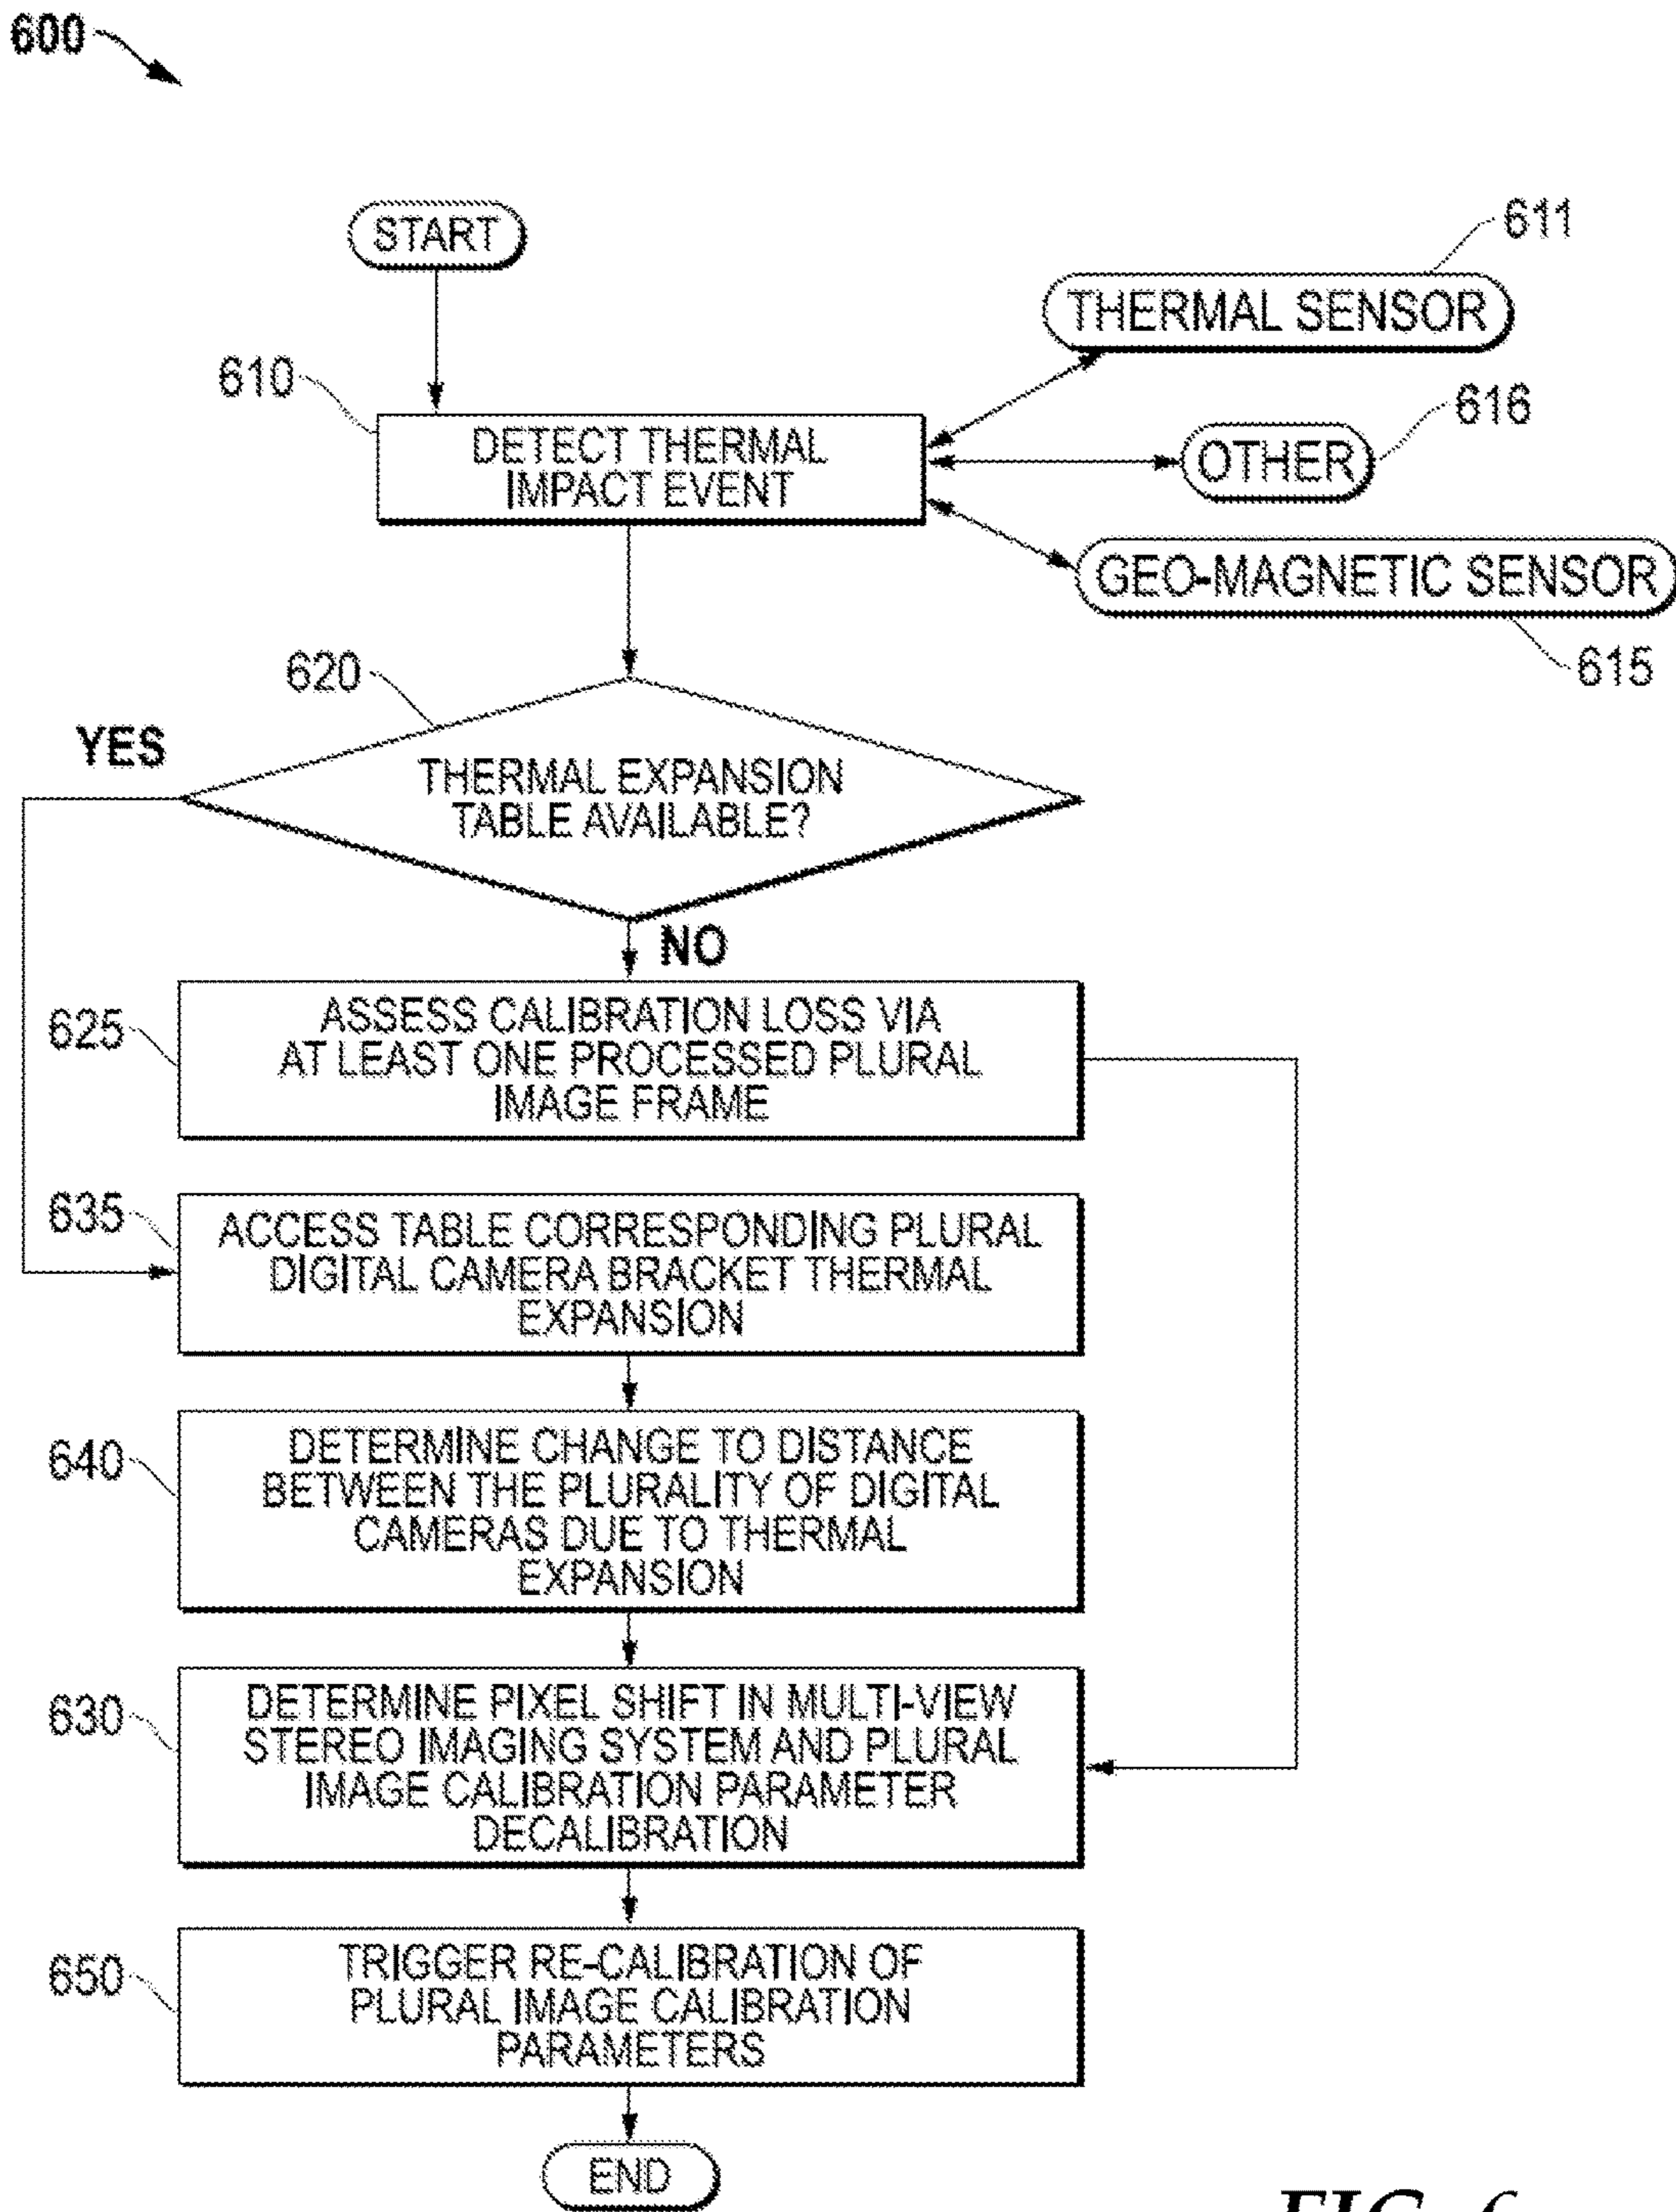 600
START
611
THERMAL SENSOR
610
DETECT THERMAL
IMPACT EVENT
616
OTHER
GEO-MAGNETIC SENSOR
615
620
YES
THERMAL EXPANSION
TABLE AVAILABLE?
NO
625
ASSESS CALIBRATION LOSS VIA
AT LEAST ONE PROCESSED PLURAL
IMAGE FRAME
635
ACCESS TABLE CORRESPONDING PLURAL
DIGITAL CAMERA BRACKET THERMAL
EXPANSION
640
DETERMINE CHANGE TO DISTANCE
BETWEEN THE PLURALITY OF DIGITAL
CAMERAS DUE TO THERMAL
EXPANSION
630
DETERMINE PIXEL SHIFT IN MULTI-VIEW
STEREO IMAGING SYSTEM AND PLURAL
IMAGE CALIBRATION PARAMETER
DECALIBRATION
650
TRIGGER RE-CALIBRATION OF
PLURAL IMAGE CALIBRATION
PARAMETERS
END
FIG. 6